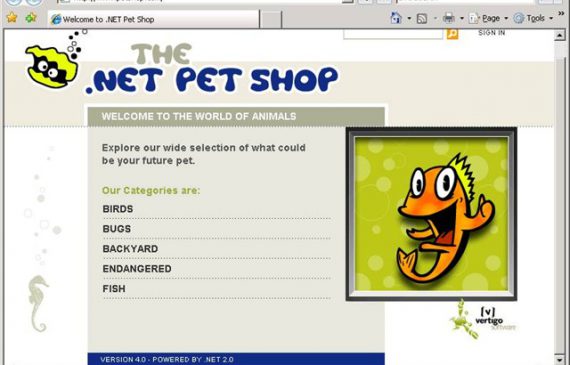 Welcome to .NET Pet Shop
Page
Tools
SIGN IN
THE
.NET PET SHOP
WELCOME TO THE WORLD OF ANIMALS
Explore our wide selection of what could
be your future pet.
Our Categories are:
BIRDS
BUGS
BACKYARD
ENDANGERED
FISH
[v]
vertigo
software
VERSION 4.0 - POWERED BY .NET 2.0